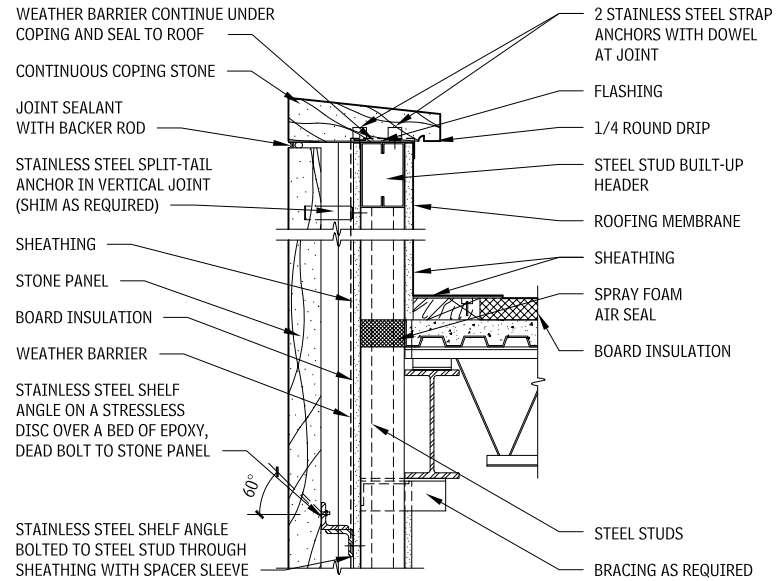 WEATHER BARRIER CONTINUE UNDER
COPING AND SEAL TO ROOF
CONTINUOUS COPING STONE
JOINT SEALANT
WITH BACKER ROD
STAINLESS STEEL SPLIT-TAIL
ANCHOR IN VERTICAL JOINT
(SHIM AS REQUIRED)
SHEATHING
STONE PANEL
BOARD INSULATION
WEATHER BARRIER
STAINLESS STEEL SHELF
ANGLE ON A STRESSLESS
DISC OVER A BED OF EPOXY,
DEAD BOLT TO STONE PANEL
60°
STAINLESS STEEL SHELF ANGLE
BOLTED TO STEEL STUD THROUGH
SHEATHING WITH SPACER SLEEVE
2 STAINLESS STEEL STRAP
ANCHORS WITH DOWEL
AT JOINT
FLASHING
1/4 ROUND DRIP
STEEL STUD BUILT-UP
HEADER
ROOFING MEMBRANE
SHEATHING
SPRAY FOAM
AIR SEAL
BOARD INSULATION
STEEL STUDS
BRACING AS REQUIRED